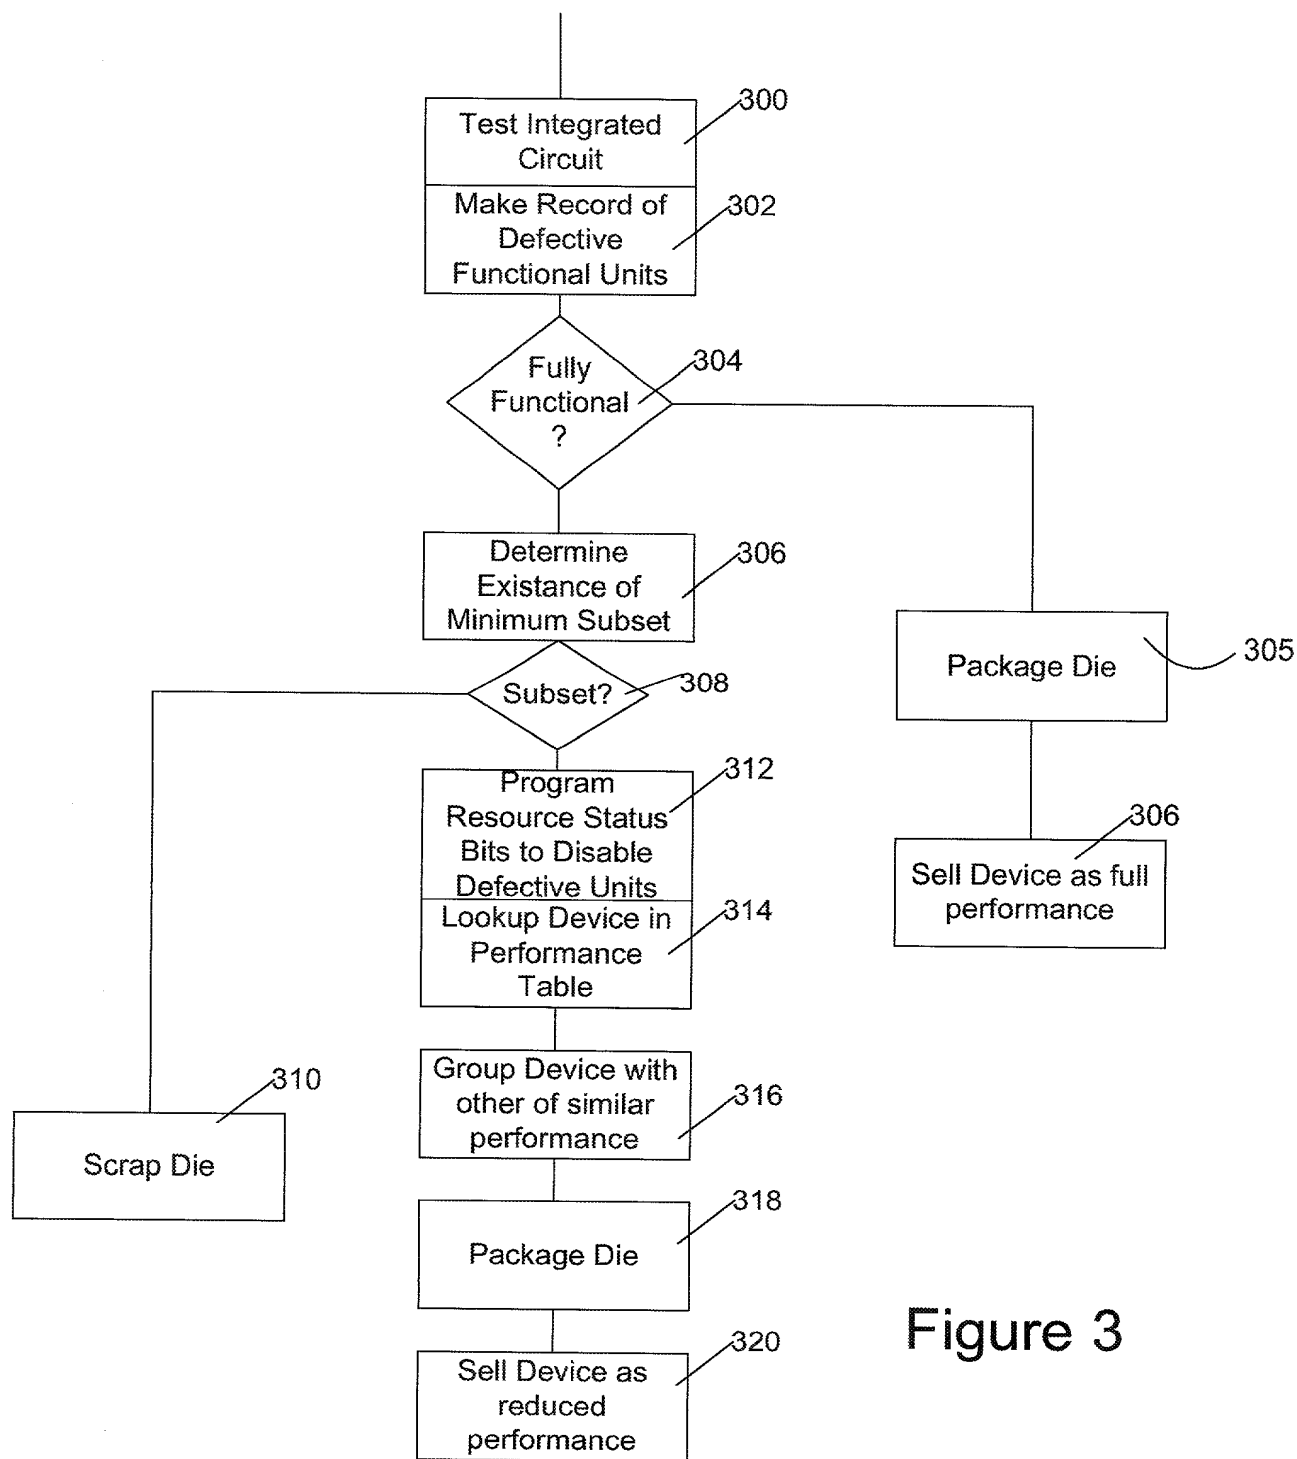 300
Test Integrated
Circuit
302
Make Record of
Defective
Functional Units
304
Fully
Functional
?
306
Determine
Existance of
Minimum Subset
305
Package Die
308
Subset?
312
Program
Resource Status
Bits to Disable
Defective Units
306
Sell Device as full
performance
314
Lookup Device in
Performance
Table
316
Group Device with
other of similar
performance
310
Scrap Die
318
Package Die
320
Sell Device as
reduced
performance
Figure 3